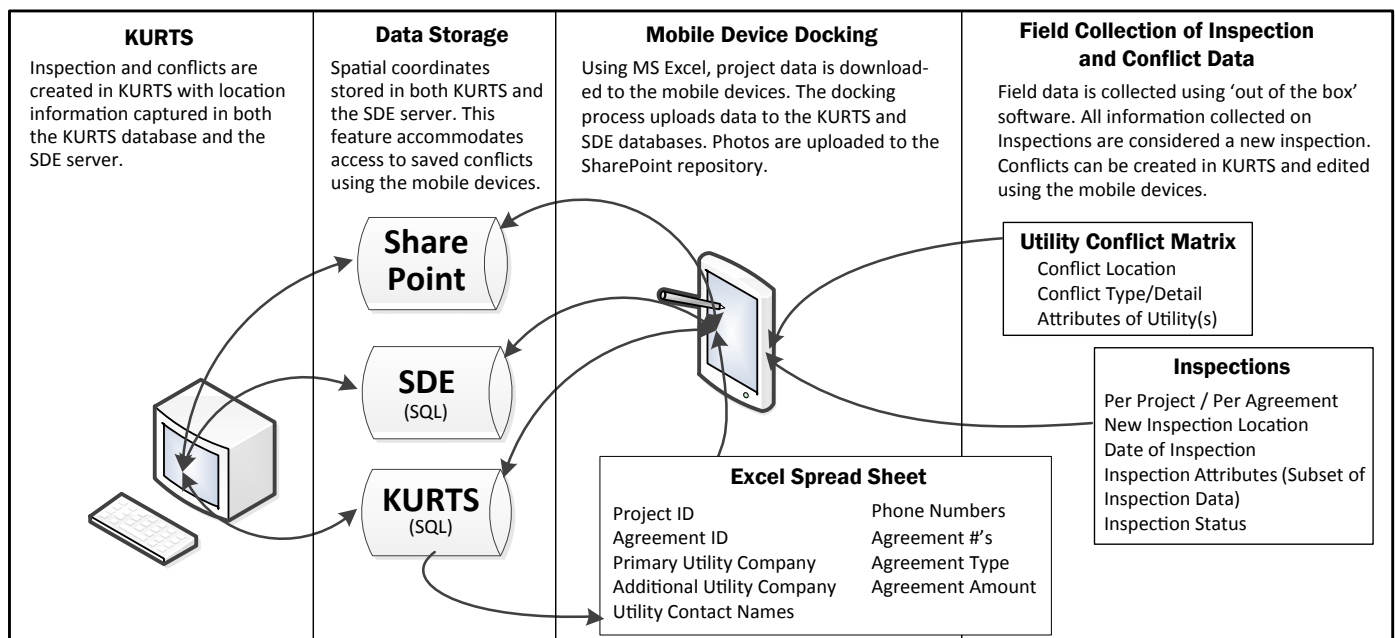 KURTS
Inspection and conflicts are
created in KURTS with location
information captured in both
the KURTS database and the
SDE server.
Data Storage
Spatial coordinates
stored in both KURTS and
the SDE server. This
feature accommodates
access to saved conflicts
using the mobile devices.
Mobile Device Docking
Using MS Excel, project data is download-
ed to the mobile devices. The docking
process uploads data to the KURTS and
SDE databases. Photos are uploaded to the
SharePoint repository.
Field Collection of Inspection
and Conflict Data
Field data is collected using ‘out of the box’
software. All information collected on
Inspections are considered a new inspection.
Conflicts can be created in KURTS and edited
using the mobile devices.
Share
Point
SDE
(SQL)
KURTS
(SQL)
Utility Conflict Matrix
Conflict Location
Conflict Type/Detail
Attributes of Utility(s)
Inspections
Per Project / Per Agreement
New Inspection Location
Date of Inspection
Inspection Attributes (Subset of
Inspection Data)
Inspection Status
Excel Spread Sheet
Project ID
Agreement ID
Primary Utility Company
Additional Utility Company
Utility Contact Names
Phone Numbers
Agreement #'s
Agreement Type
Agreement Amount